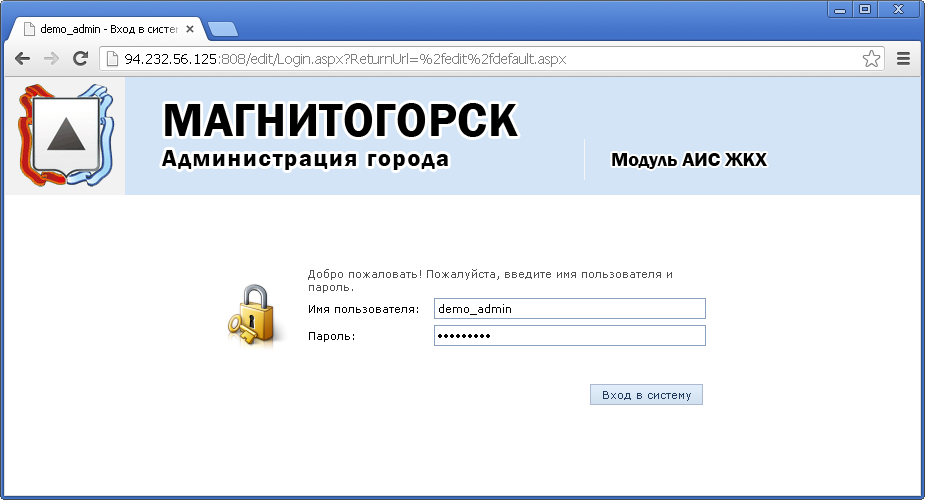 demo_admin - Вход в систем
94.232.56.125:808/edit/Login.aspx?ReturnUrl=%2fedit%2fdefault.aspx
МАГНИТОГОРСК
Администрация города
Модуль АИС ЖКХ
Добро пожаловать! Пожалуйста, введите имя пользователя и
пароль.
Имя пользователя: demo_admin
Пароль: •••••••••
Вход в систему